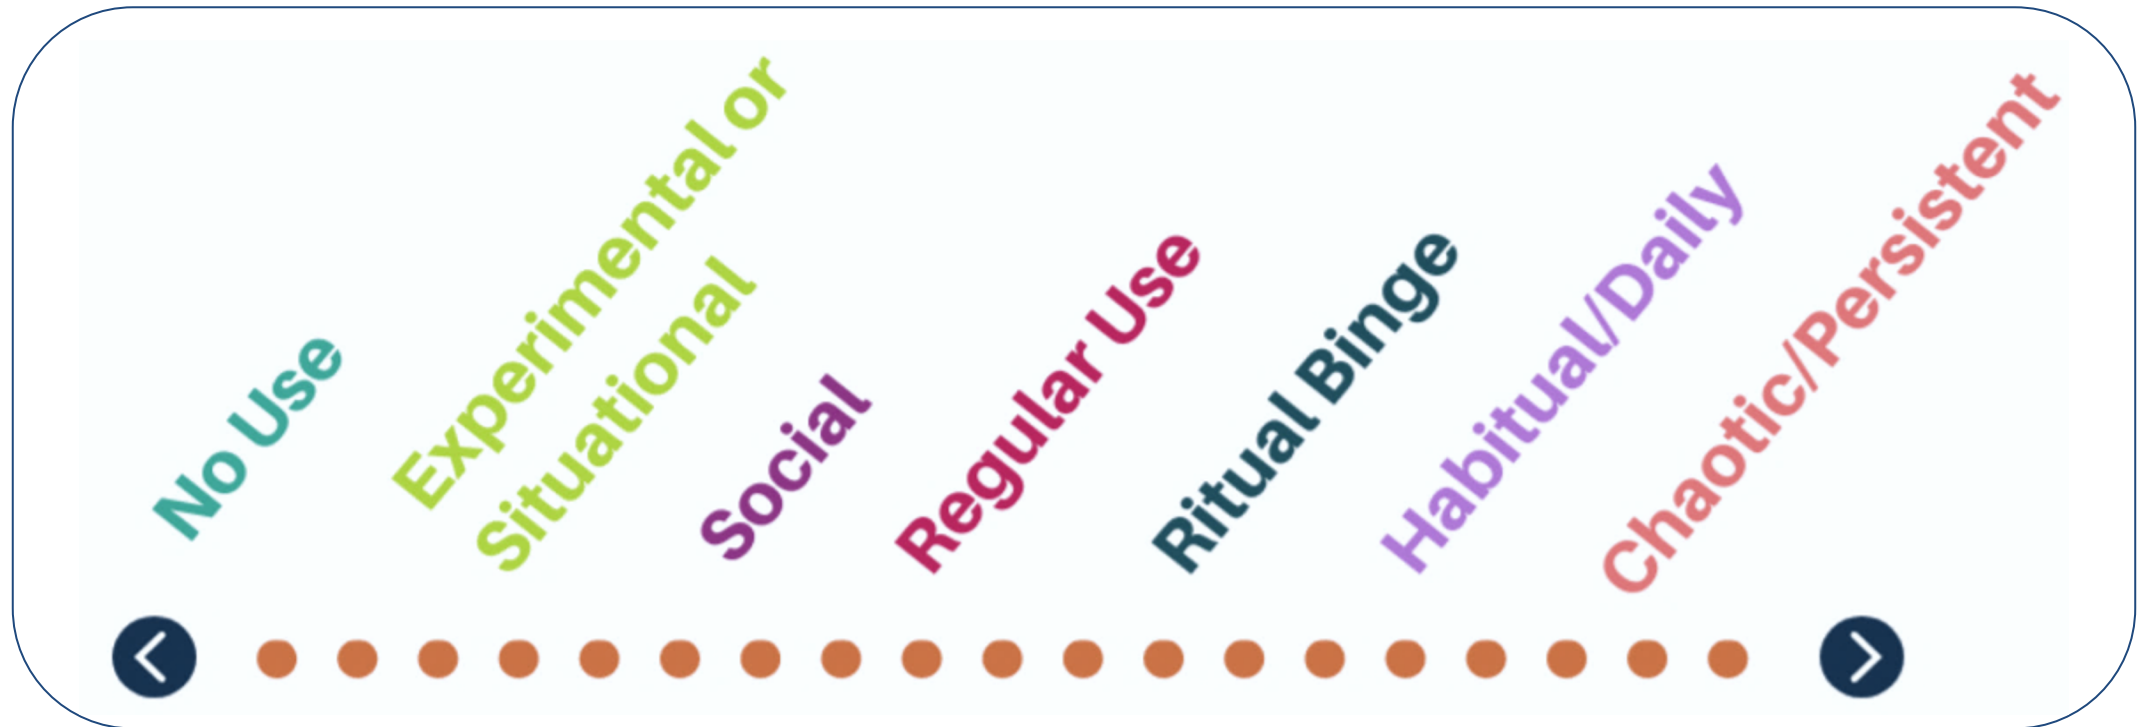 No Use
Experimental or
Situational
Social
Regular Use
Ritual Binge
Habitual/Daily
Chaotic/Persistent